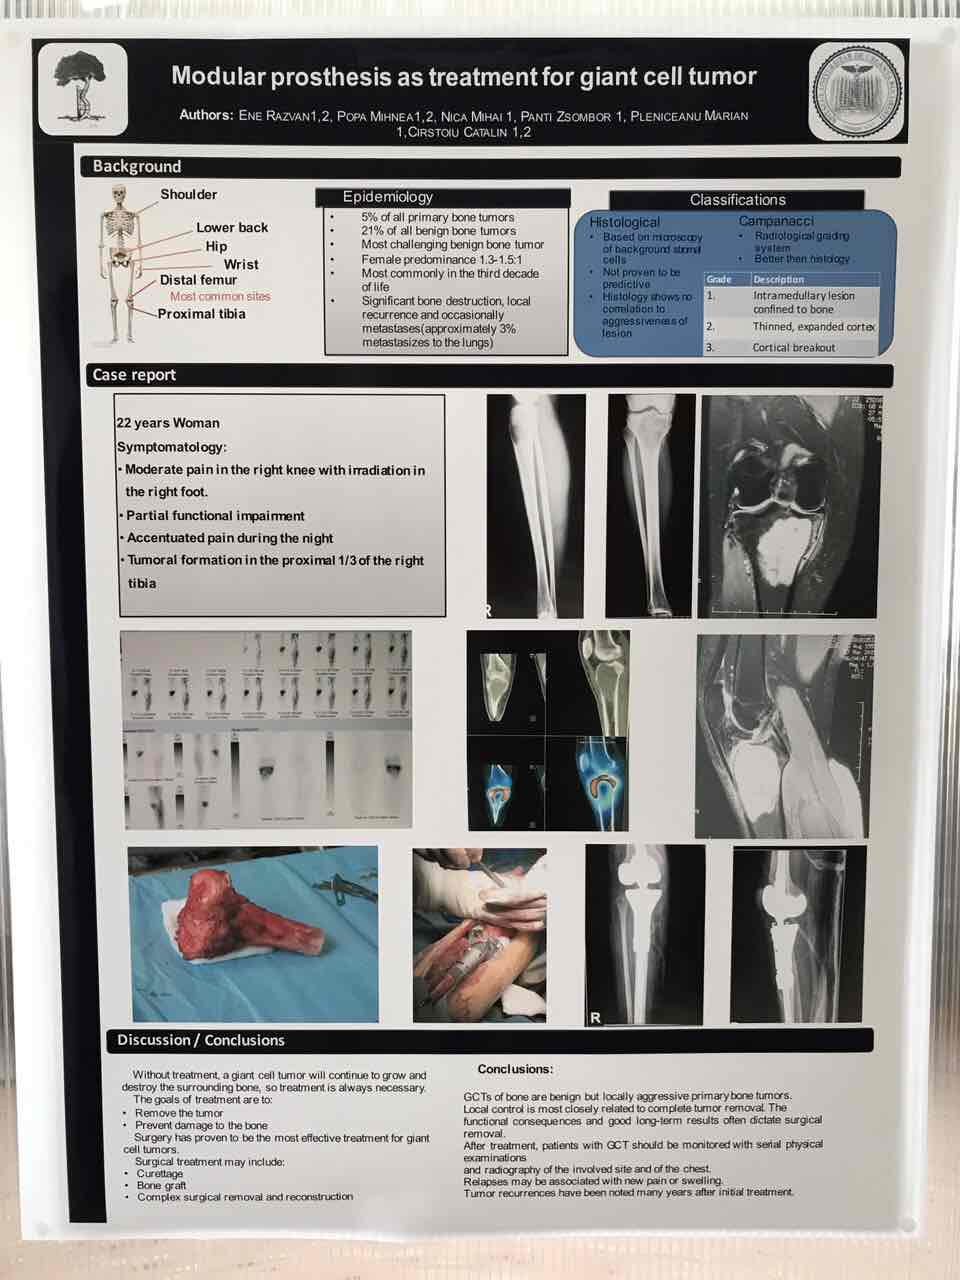 Modular prosthesis as treatment for giant cell tumor
Authors: ENE RAZVAN1,2, POPA MIHNEA1,2, NICA MIHAI 1, PANTI ZSOMBOR 1, PLENICEANU MARIAN
1,CIRSTOIU CATALIN 1,2
Background
Shoulder
Lower back
Hip
Wrist
Distal femur
Most common sites
Proximal tibia
Epidemiology
• 5% of all primary bone tumors
• 21% of all benign bone tumors
• Most challenging benign bone tumor
• Female predominance 1.3-1.5:1
• Most commonly in the third decade
of life
• Significant bone destruction, local
recurrence and occasionally
metastases(approximately 3%
metastasizes to the lungs)
Classifications
Histological
• Based on microscopy
of background stromal
cells
• Not proven to be
predictive
• Histology shows no
correlation to
aggressiveness of
lesion
Campanacci
• Radiological grading
system
• Better then histology
Grade Description
1. Intramedullary lesion
confined to bone
2. Thinned, expanded cortex
3. Cortical breakout
Case report
22 years Woman
Symptomatology:
• Moderate pain in the right knee with irradiation in
the right foot.
• Partial functional impairment
• Accentuated pain during the night
• Tumoral formation in the proximal 1/3 of the right
tibia
R
R
Discussion / Conclusions
Without treatment, a giant cell tumor will continue to grow and
destroy the surrounding bone, so treatment is always necessary.
The goals of treatment are to:
• Remove the tumor
• Prevent damage to the bone
Surgery has proven to be the most effective treatment for giant
cell tumors.
Surgical treatment may include:
• Curettage
• Bone graft
• Complex surgical removal and reconstruction
Conclusions:
GCTs of bone are benign but locally aggressive primary bone tumors.
Local control is most closely related to complete tumor removal. The
functional consequences and good long-term results often dictate surgical
removal.
After treatment, patients with GCT should be monitored with serial physical
examinations
and radiography of the involved site and of the chest.
Relapses may be associated with new pain or swelling.
Tumor recurrences have been noted many years after initial treatment.